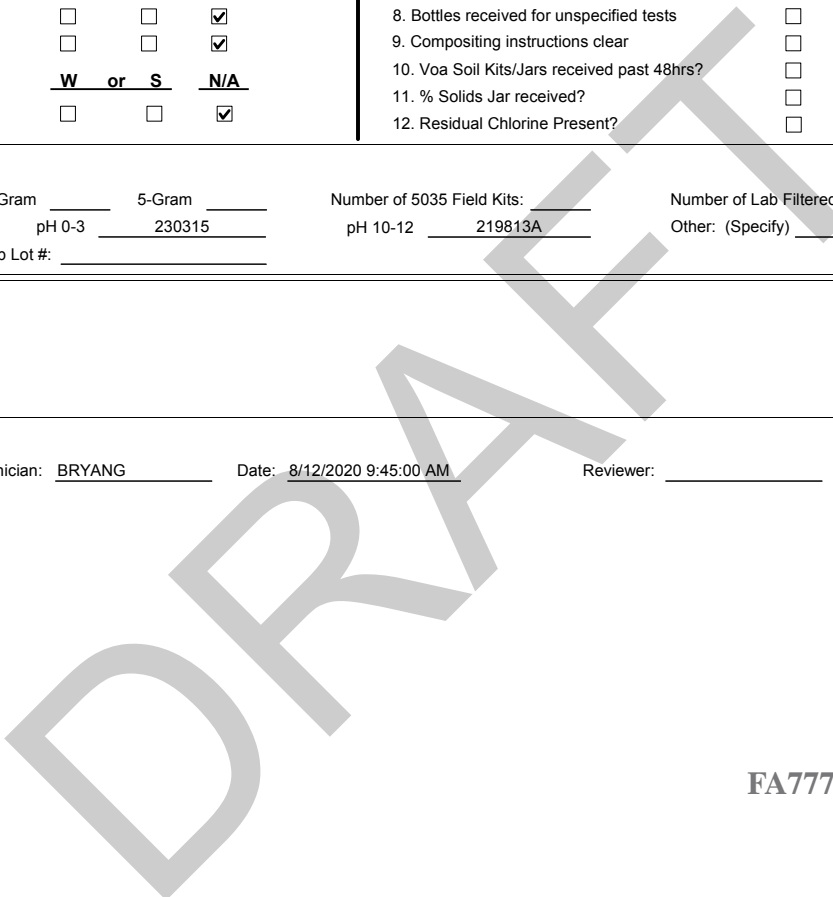 8. Bottles received for unspecified tests
9. Compositing instructions clear
W or S N/A
10. Voa Soil Kits/Jars received past 48hrs?
11. % Solids Jar received?
12. Residual Chlorine Present?
Gram 5-Gram Number of 5035 Field Kits: Number of Lab Filtered
pH 0-3 230315 pH 10-12 219813A Other: (Specify)
Lot #:
nician: BRYANG Date: 8/12/2020 9:45:00 AM Reviewer:
DRAFT
FA777